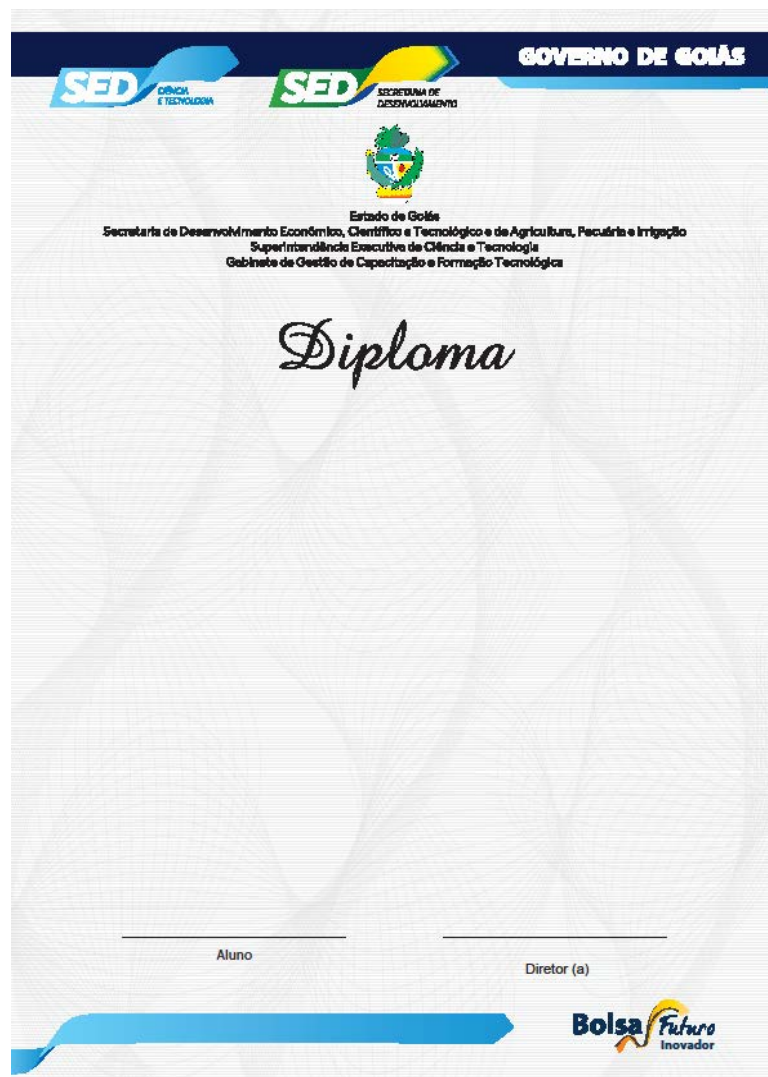 GOVERNO DE GOIÁS
SED CIÊNCIA
E TECNOLOGIA
SED SECRETARIA DE
DESENVOLVIMENTO
Estado de Goiás
Secretaria de Desenvolvimento Econômico, Científico e Tecnológico e de Agricultura, Pecuária e Irrigação
Superintendência Executiva de Ciência e Tecnologia
Gabinete de Gestão de Capacitação e Formação Tecnológica
Diploma
Aluno
Diretor (a)
Bolsa Futuro
Inovador